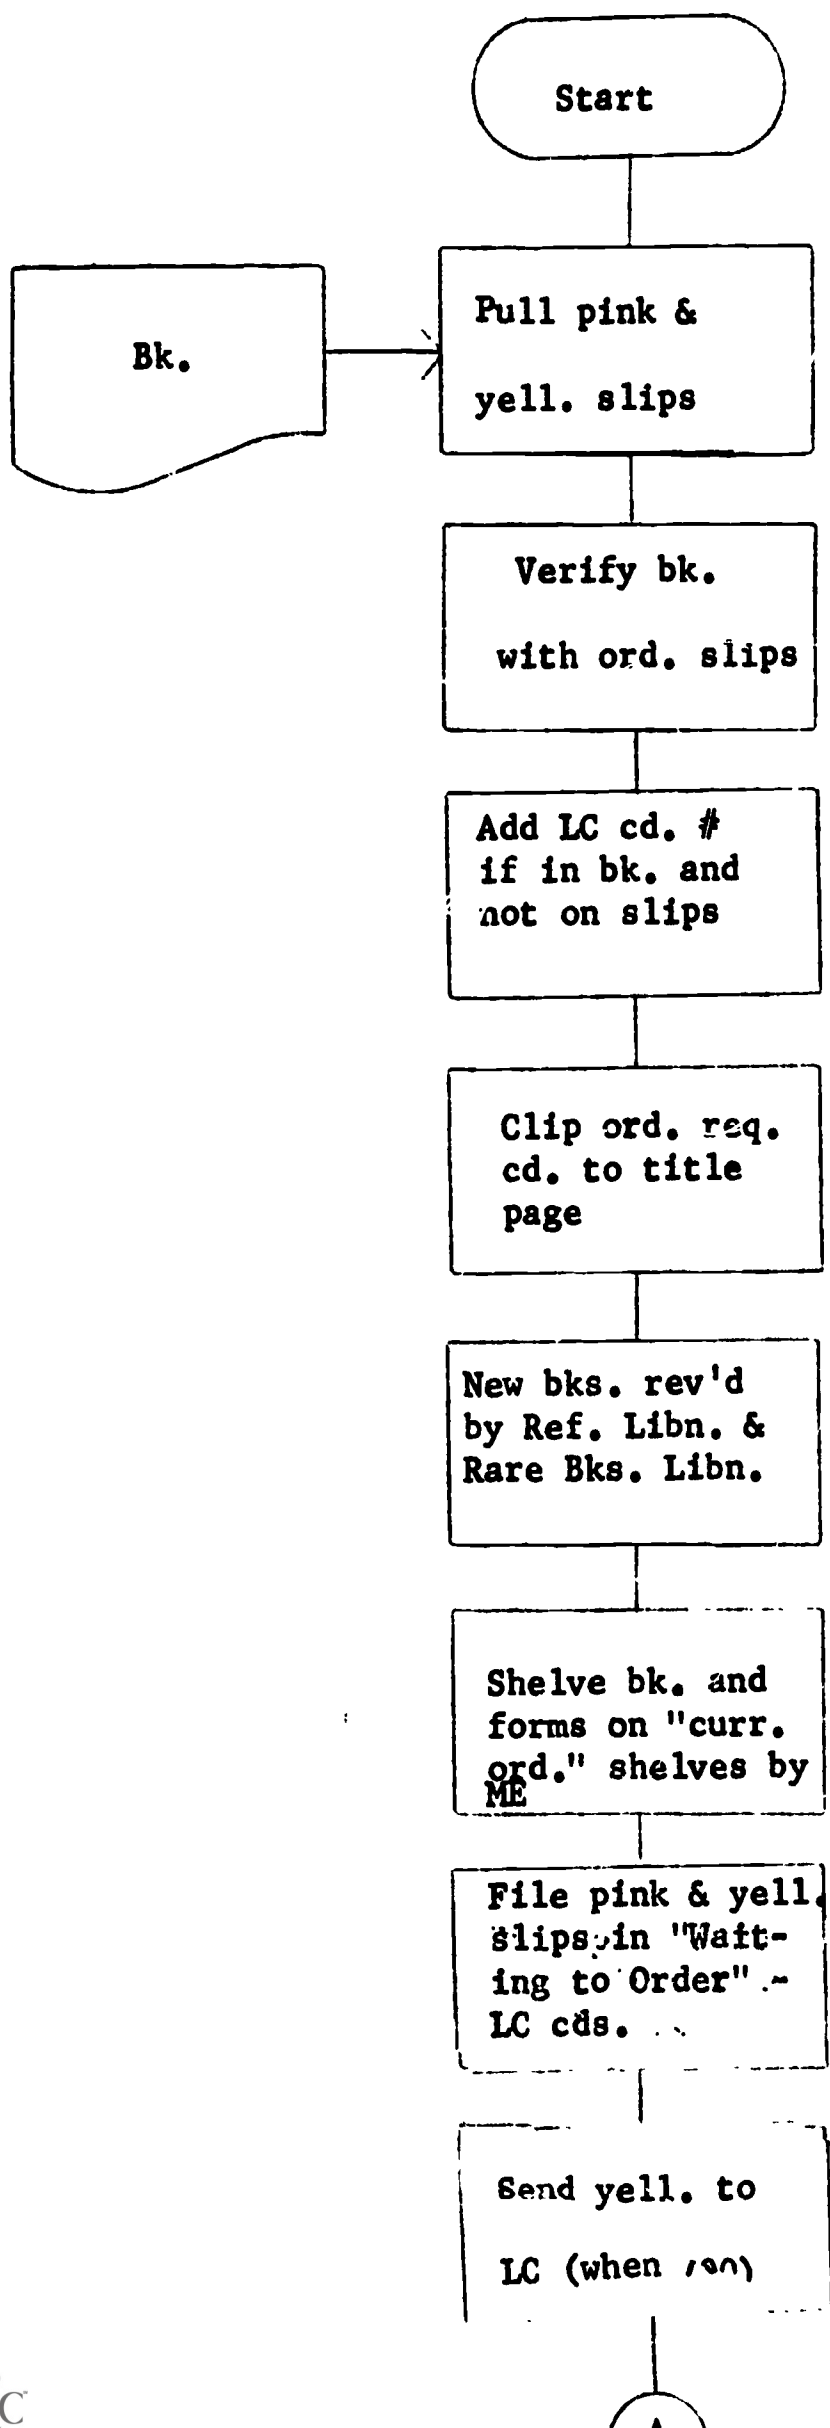 Start
Bk.
Pull pink &
yell. slips
Verify bk.
with ord. slips
Add LC cd. #
if in bk. and
not on slips
Clip ord. req.
cd. to title
page
New bks. rev'd
by Ref. Libn. &
Rare Bks. Libn.
Shelve bk. and
forms on "curr.
ord." shelves by
ME
File pink & yell.
slips in "Wait-
ing to Order" -
LC cds.
Send yell. to
LC (when
C